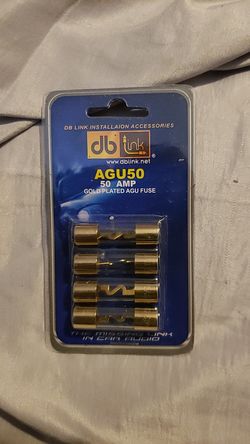 DB LINK INSTALLAION ACCESSORIES
db Link
www.dblink.net
AGU50
50 AMP
GOLD PLATED AGU FUSE
THE MISSING LINK
IN CAR AUDIO